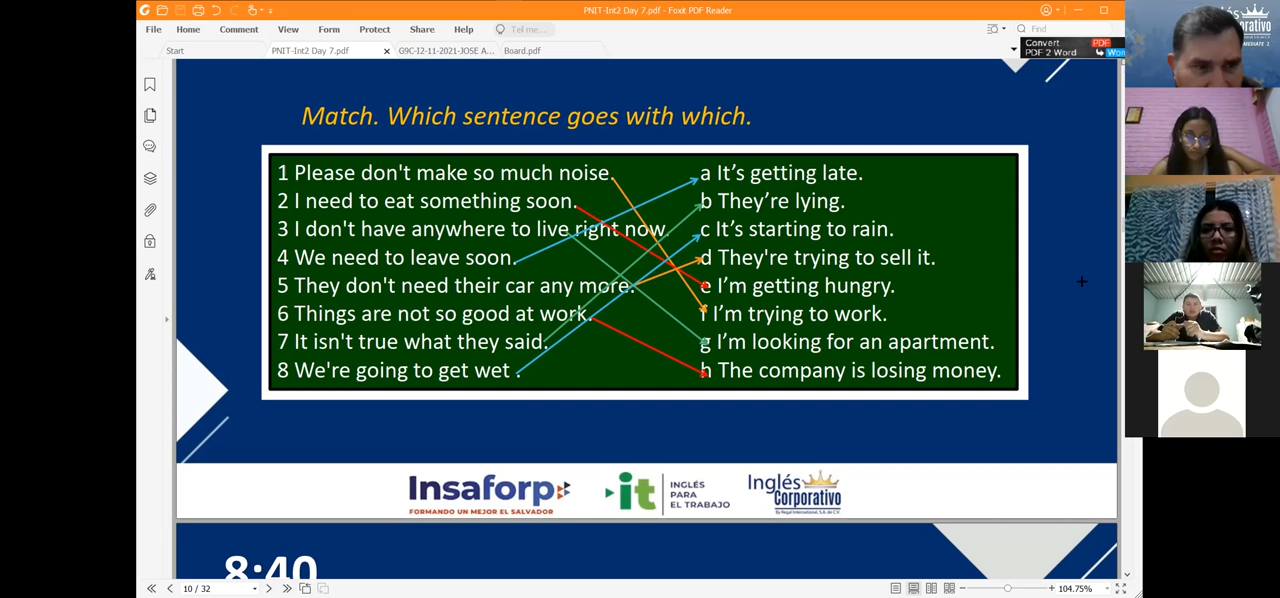 PNIT-Int2 Day 7.pdf - Foxit PDF Reader
File Home Comment View Form Protect Share Help Tell me... Find
Start PNIT-Int2 Day 7.pdf G9C-12-11-2021-JOSE A... Board.pdf
Convert PDF
PDF 2 Word
Match. Which sentence goes with which.
1 Please don't make so much noise. a It’s getting late.
2 I need to eat something soon. b They’re lying.
3 I don't have anywhere to live right now. c It’s starting to rain.
4 We need to leave soon. d They're trying to sell it.
5 They don't need their car any more. e I’m getting hungry.
6 Things are not so good at work. f I’m trying to work.
7 It isn't true what they said. g I’m looking for an apartment.
8 We're going to get wet . h The company is losing money.
Insaforp
FORMANDO UN MEJOR EL SALVADOR
it INGLÉS PARA EL TRABAJO
Inglés Corporativo
By Regal International, S.A. de C.V.
8:40
10 / 32 104.75%